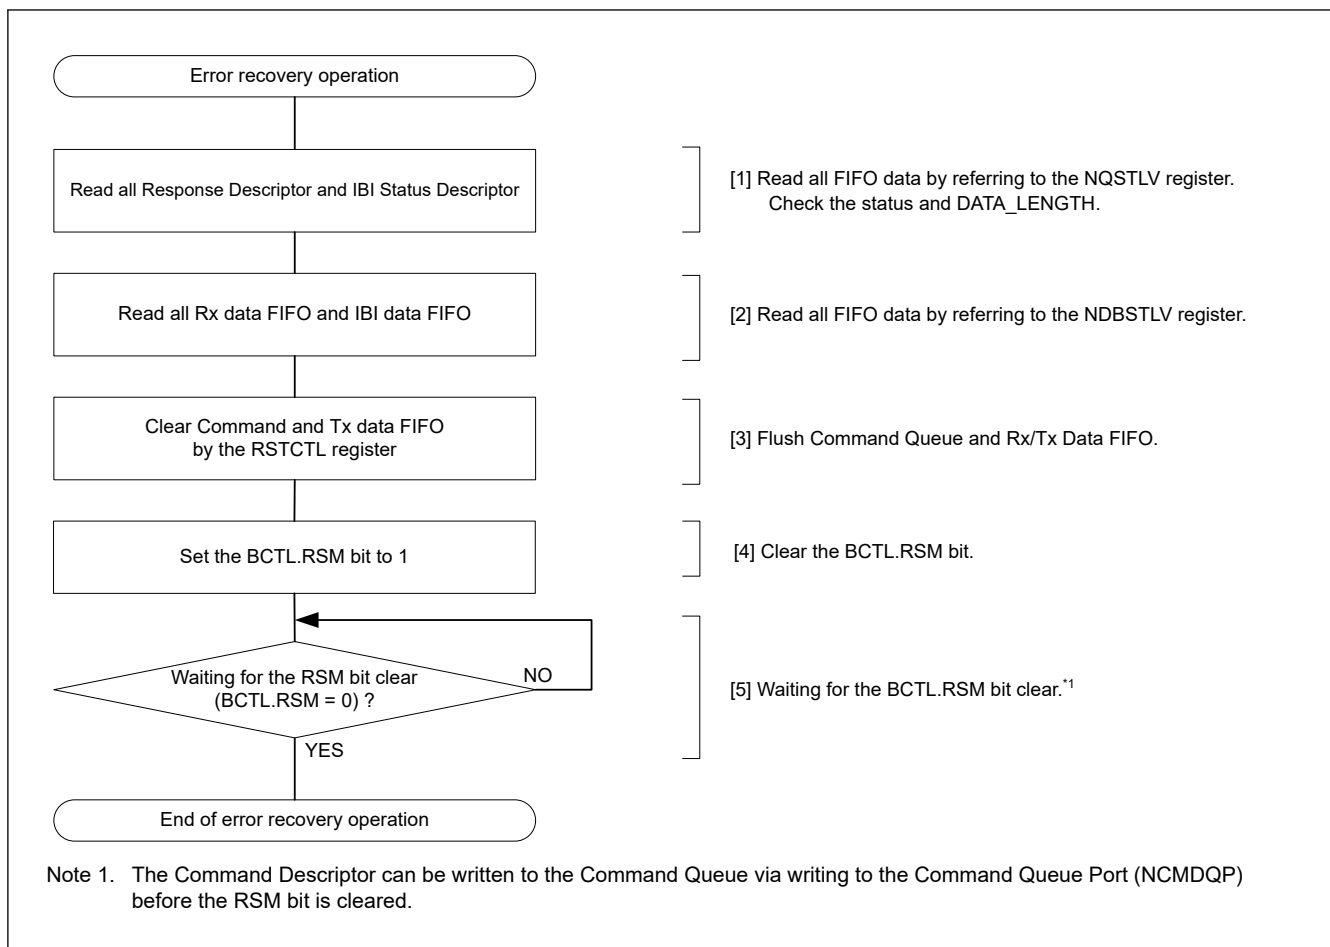 Error recovery operation
Read all Response Descriptor and IBI Status Descriptor
[1] Read all FIFO data by referring to the NQSTLV register.
Check the status and DATA_LENGTH.
Read all Rx data FIFO and IBI data FIFO
[2] Read all FIFO data by referring to the NDBSTLV register.
Clear Command and Tx data FIFO
by the RSTCTL register
[3] Flush Command Queue and Rx/Tx Data FIFO.
Set the BCTL.RSM bit to 1
[4] Clear the BCTL.RSM bit.
Waiting for the RSM bit clear
(BCTL.RSM = 0) ?
NO
[5] Waiting for the BCTL.RSM bit clear.*1
YES
End of error recovery operation
Note 1. The Command Descriptor can be written to the Command Queue via writing to the Command Queue Port (NCMDQP)
before the RSM bit is cleared.